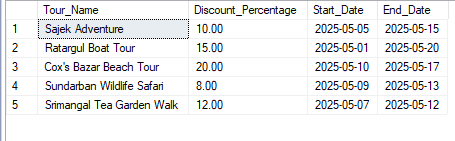 Tour_Name Discount_Percentage Start_Date End_Date
1 Sajek Adventure 10.00 2025-05-05 2025-05-15
2 Ratargul Boat Tour 15.00 2025-05-01 2025-05-20
3 Cox's Bazar Beach Tour 20.00 2025-05-10 2025-05-17
4 Sundarban Wildlife Safari 8.00 2025-05-09 2025-05-13
5 Srimangal Tea Garden Walk 12.00 2025-05-07 2025-05-12